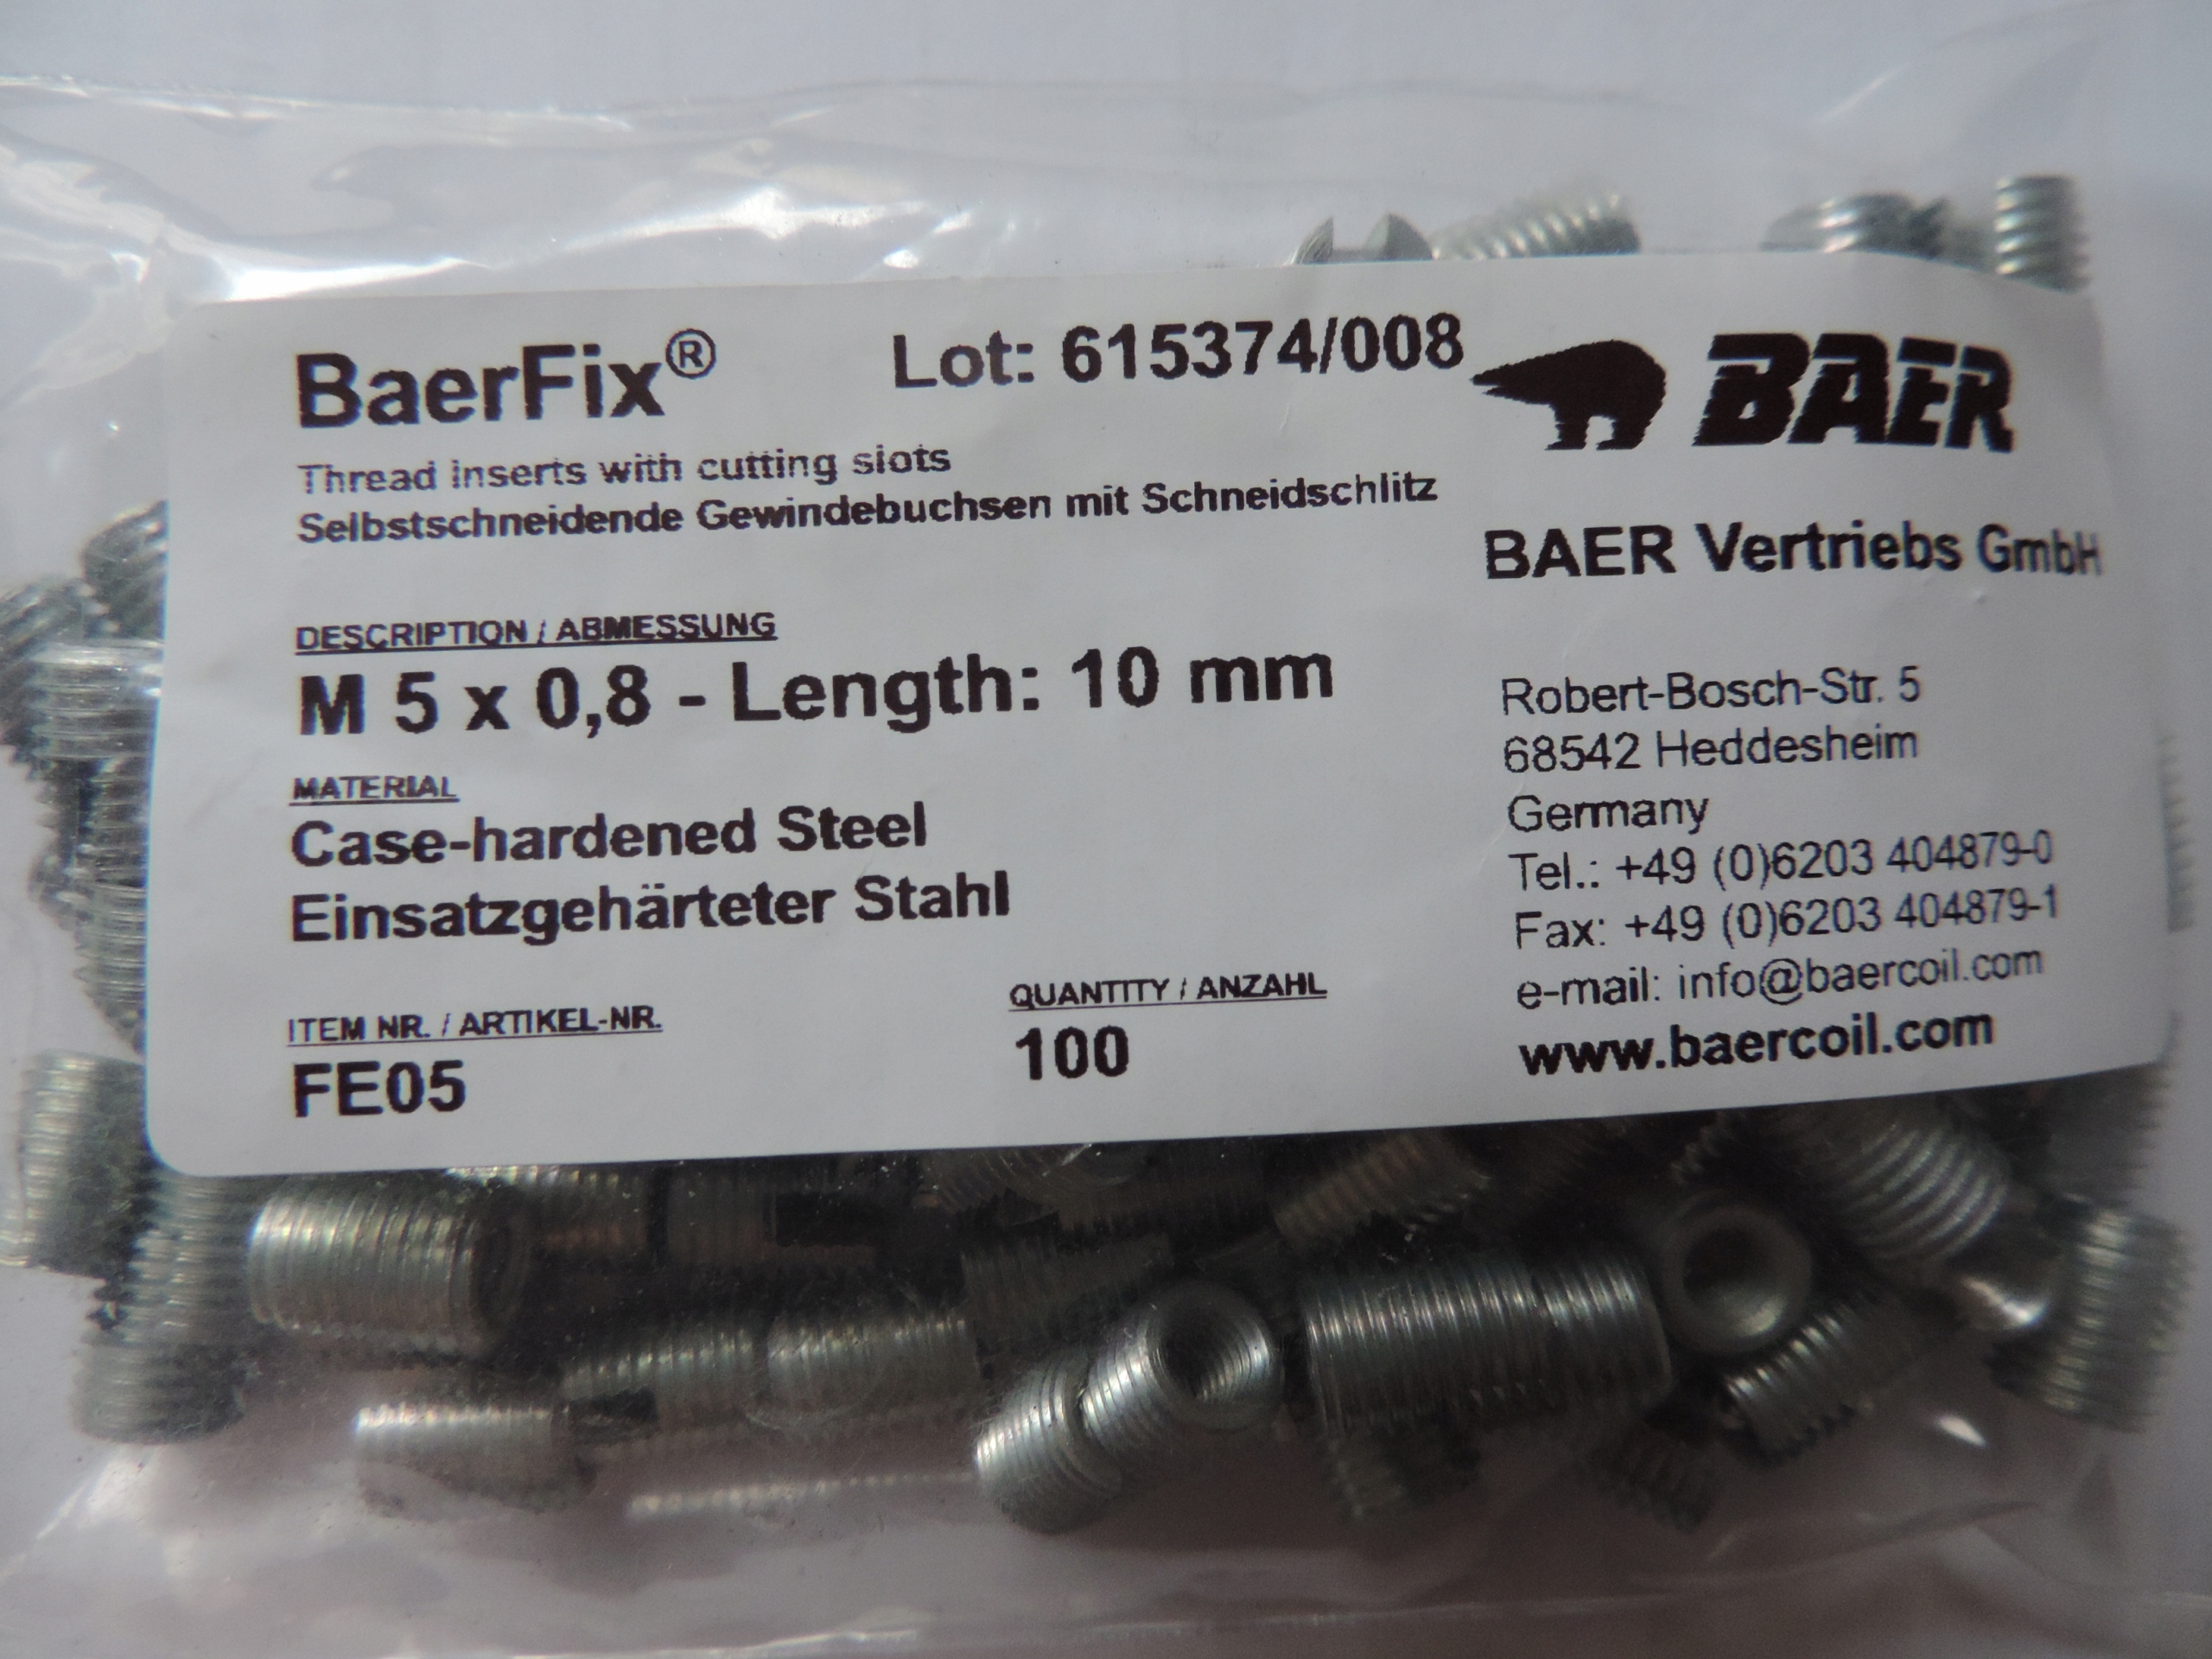 BaerFix® Lot: 615374/008
BAER
Thread inserts with cutting slots
Selbstschneidende Gewindebuchsen mit Schneidschlitz
DESCRIPTION / ABMESSUNG
M 5 x 0,8 - Length: 10 mm
MATERIAL
Case-hardened Steel
Einsatzgehärteter Stahl
ITEM NR. / ARTIKEL-NR.
FE05
QUANTITY / ANZAHL
100
BAER Vertriebs GmbH
Robert-Bosch-Str. 5
68542 Heddesheim
Germany
Tel.: +49 (0)6203 404879-0
Fax: +49 (0)6203 404879-1
e-mail: info@baercoil.com
www.baercoil.com